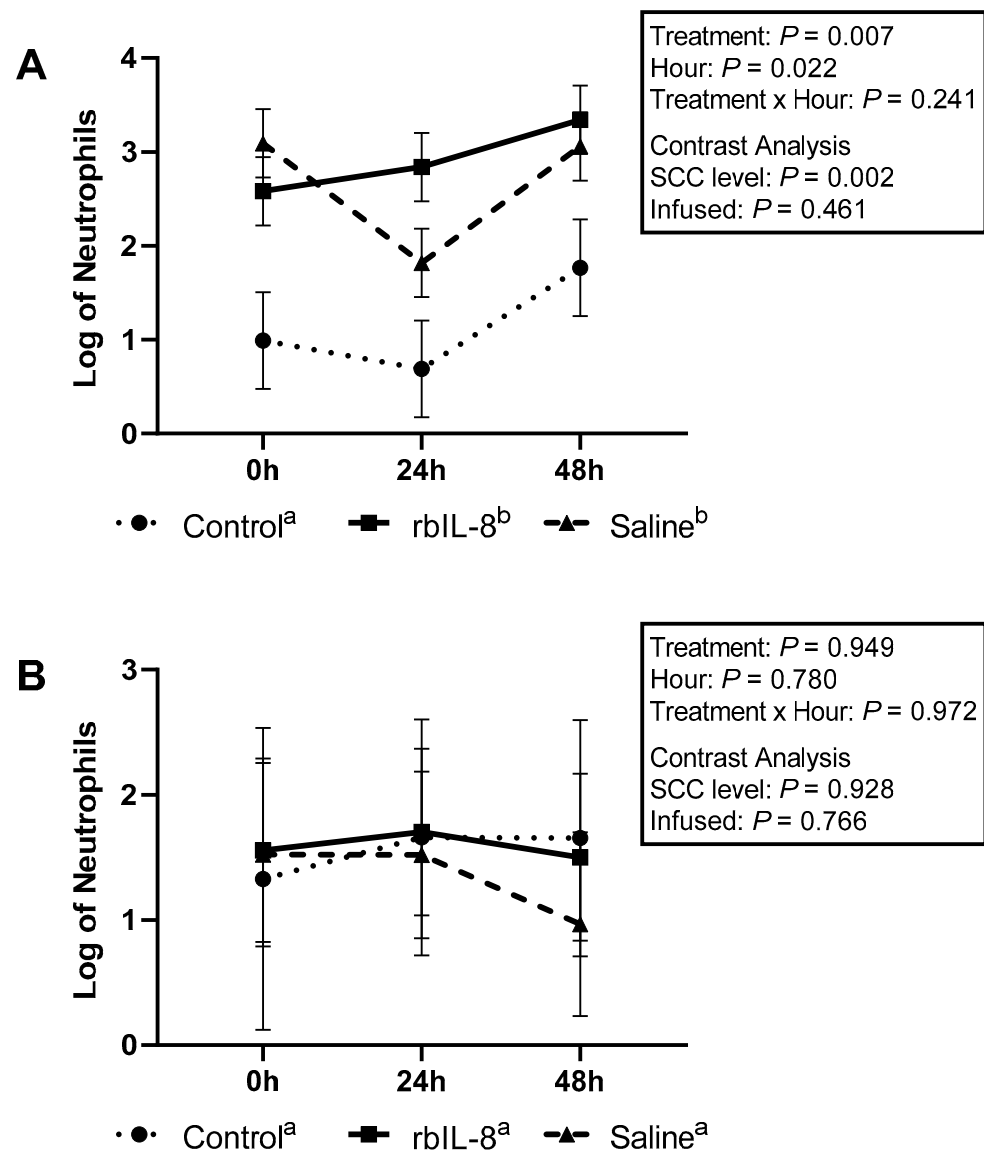 A
Treatment: P = 0.007
Hour: P = 0.022
Treatment x Hour: P = 0.241
Contrast Analysis
SCC level: P = 0.002
Infused: P = 0.461
Log of Neutrophils
4
3
2
1
0
0h 24h 48h
Controlᵃ rbIL-8ᵇ Salineᵇ
B
Treatment: P = 0.949
Hour: P = 0.780
Treatment x Hour: P = 0.972
Contrast Analysis
SCC level: P = 0.928
Infused: P = 0.766
Log of Neutrophils
3
2
1
0
0h 24h 48h
Controlᵃ rbIL-8ᵃ Salineᵃ